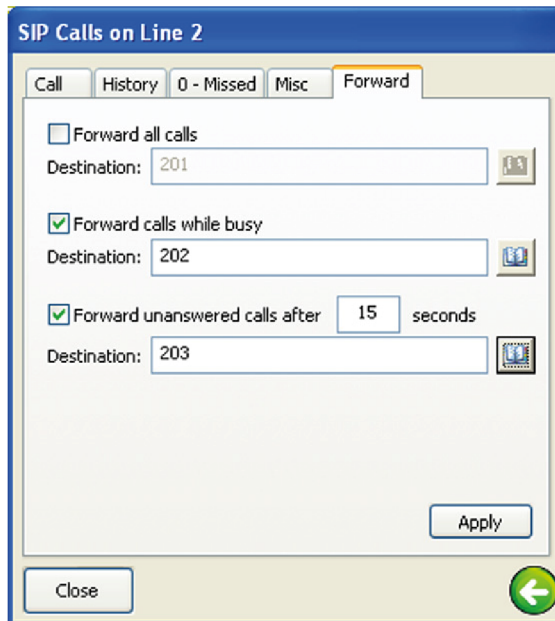 SIP Calls on Line 2
Call History 0 - Missed Misc Forward
Forward all calls
Destination: 201
Forward calls while busy
Destination: 202
Forward unanswered calls after 15 seconds
Destination: 203
Apply
Close